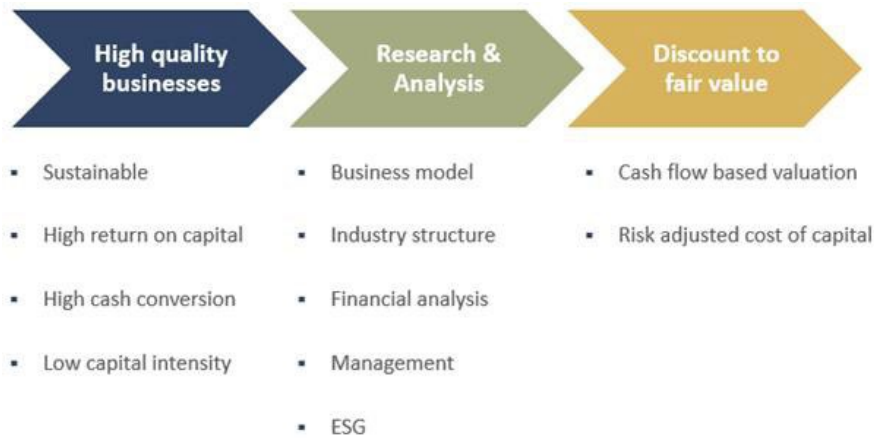 High quality
businesses
Research &
Analysis
Discount to
fair value
▪ Sustainable
▪ High return on capital
▪ High cash conversion
▪ Low capital intensity
▪ Business model
▪ Industry structure
▪ Financial analysis
▪ Management
▪ ESG
▪ Cash flow based valuation
▪ Risk adjusted cost of capital